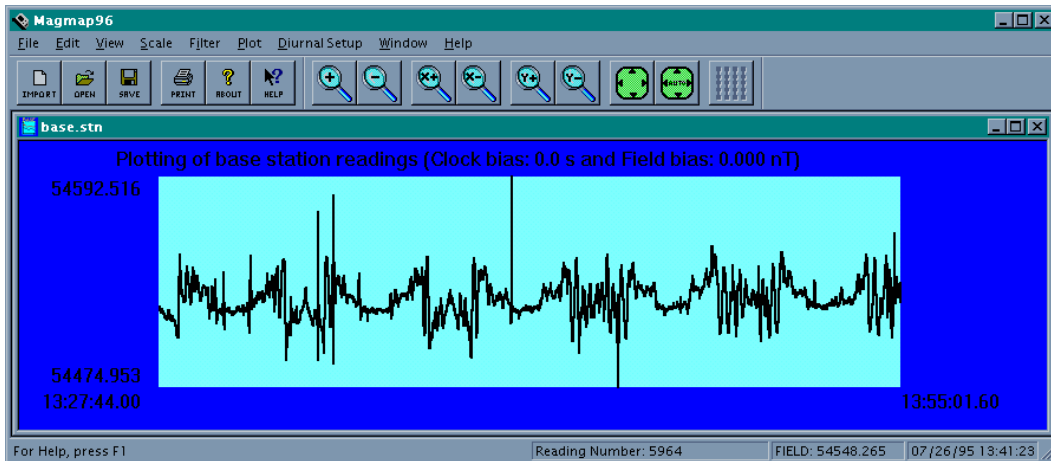 Magmap96
File Edit View Scale Filter Plot Diurnal Setup Window Help
IMPORT OPEN SAVE PRINT ABOUT HELP X+ X- Y+ Y- AUTO
base.stn
Plotting of base station readings (Clock bias: 0.0 s and Field bias: 0.000 nT)
54592.516
54474.953
13:27:44.00 13:55:01.60
For Help, press F1 Reading Number: 5964 FIELD: 54548.265 07/26/95 13:41:23